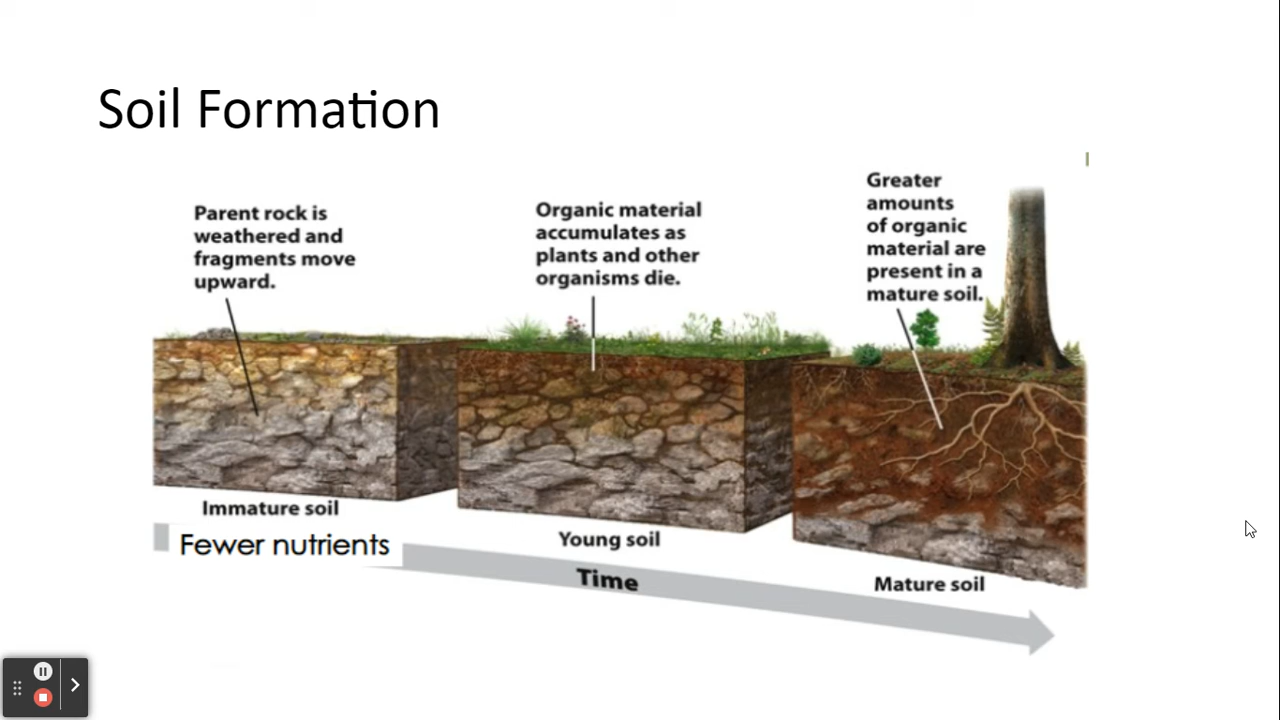 Soil Formation
Parent rock is
weathered and
fragments move
upward.
Organic material
accumulates as
plants and other
organisms die.
Greater
amounts
of organic
material are
present in a
mature soil.
Immature soil
Fewer nutrients
Young soil
Time
Mature soil